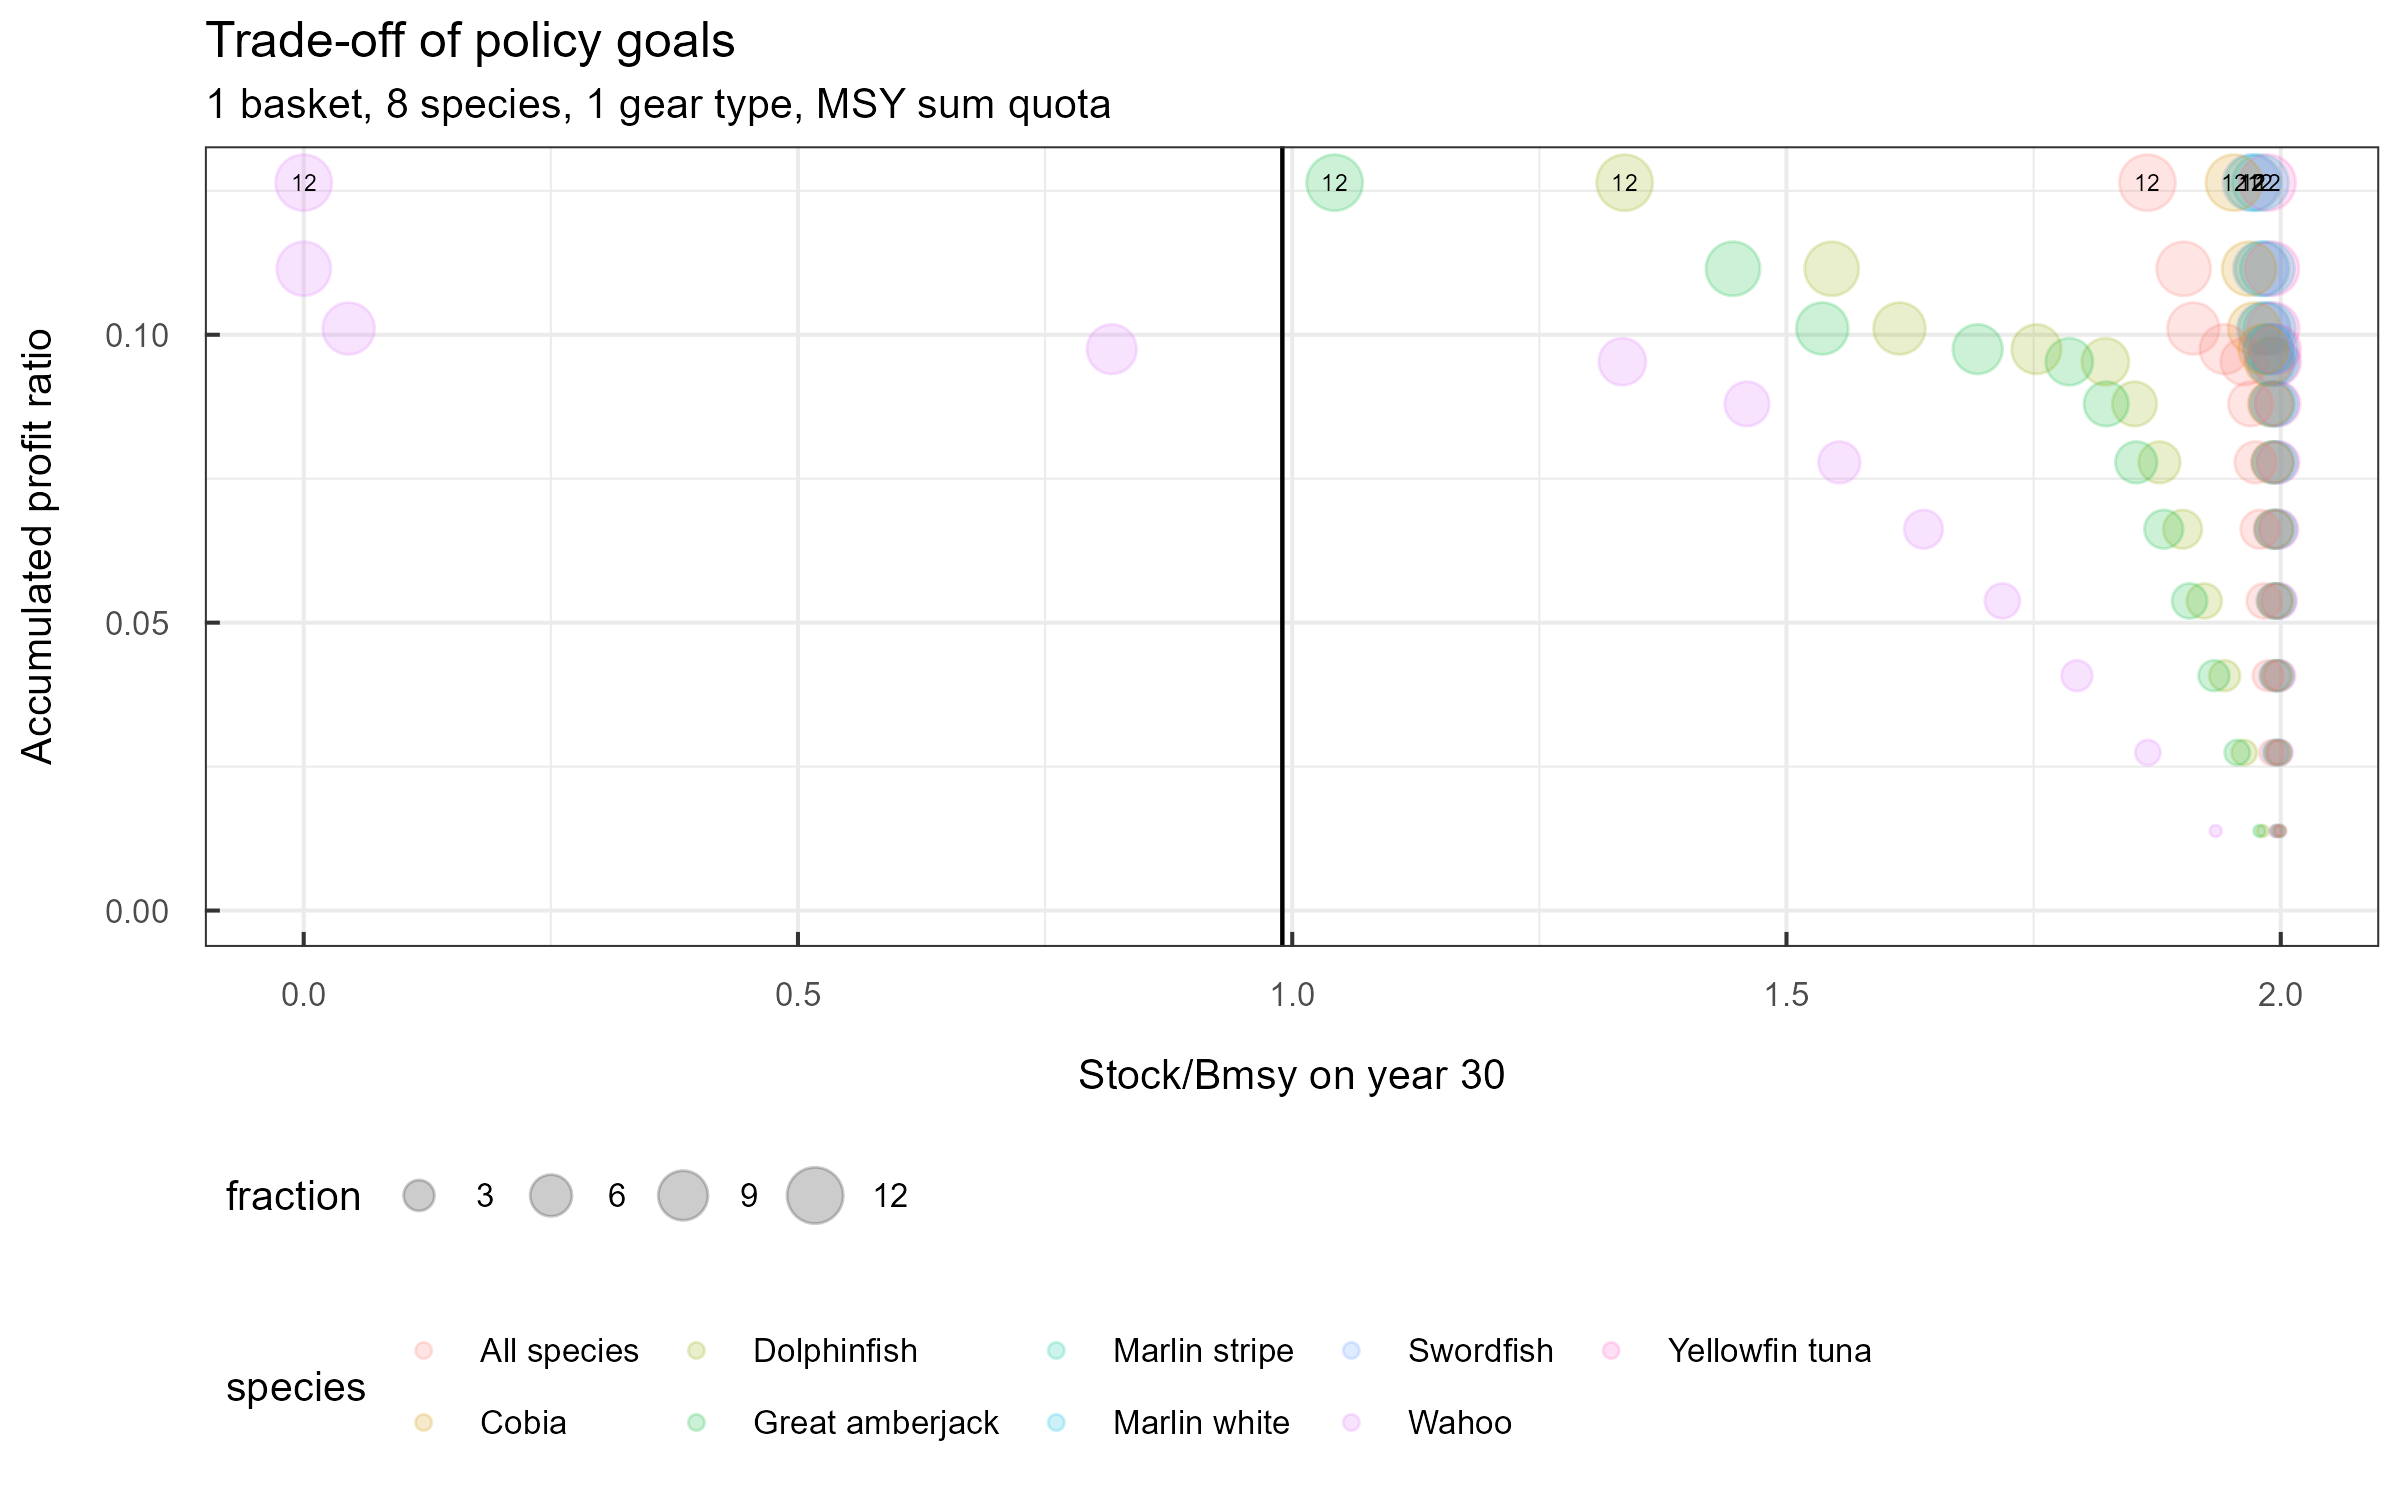 Trade-off of policy goals
1 basket, 8 species, 1 gear type, MSY sum quota
12 12 12 12
Accumulated profit ratio
0.10
0.05
0.00
0.0 0.5 1.0 1.5 2.0
Stock/Bmsy on year 30
fraction 3 6 9 12
All species Dolphinfish Marlin stripe Swordfish Yellowfin tuna
species
Cobia Great amberjack Marlin white Wahoo